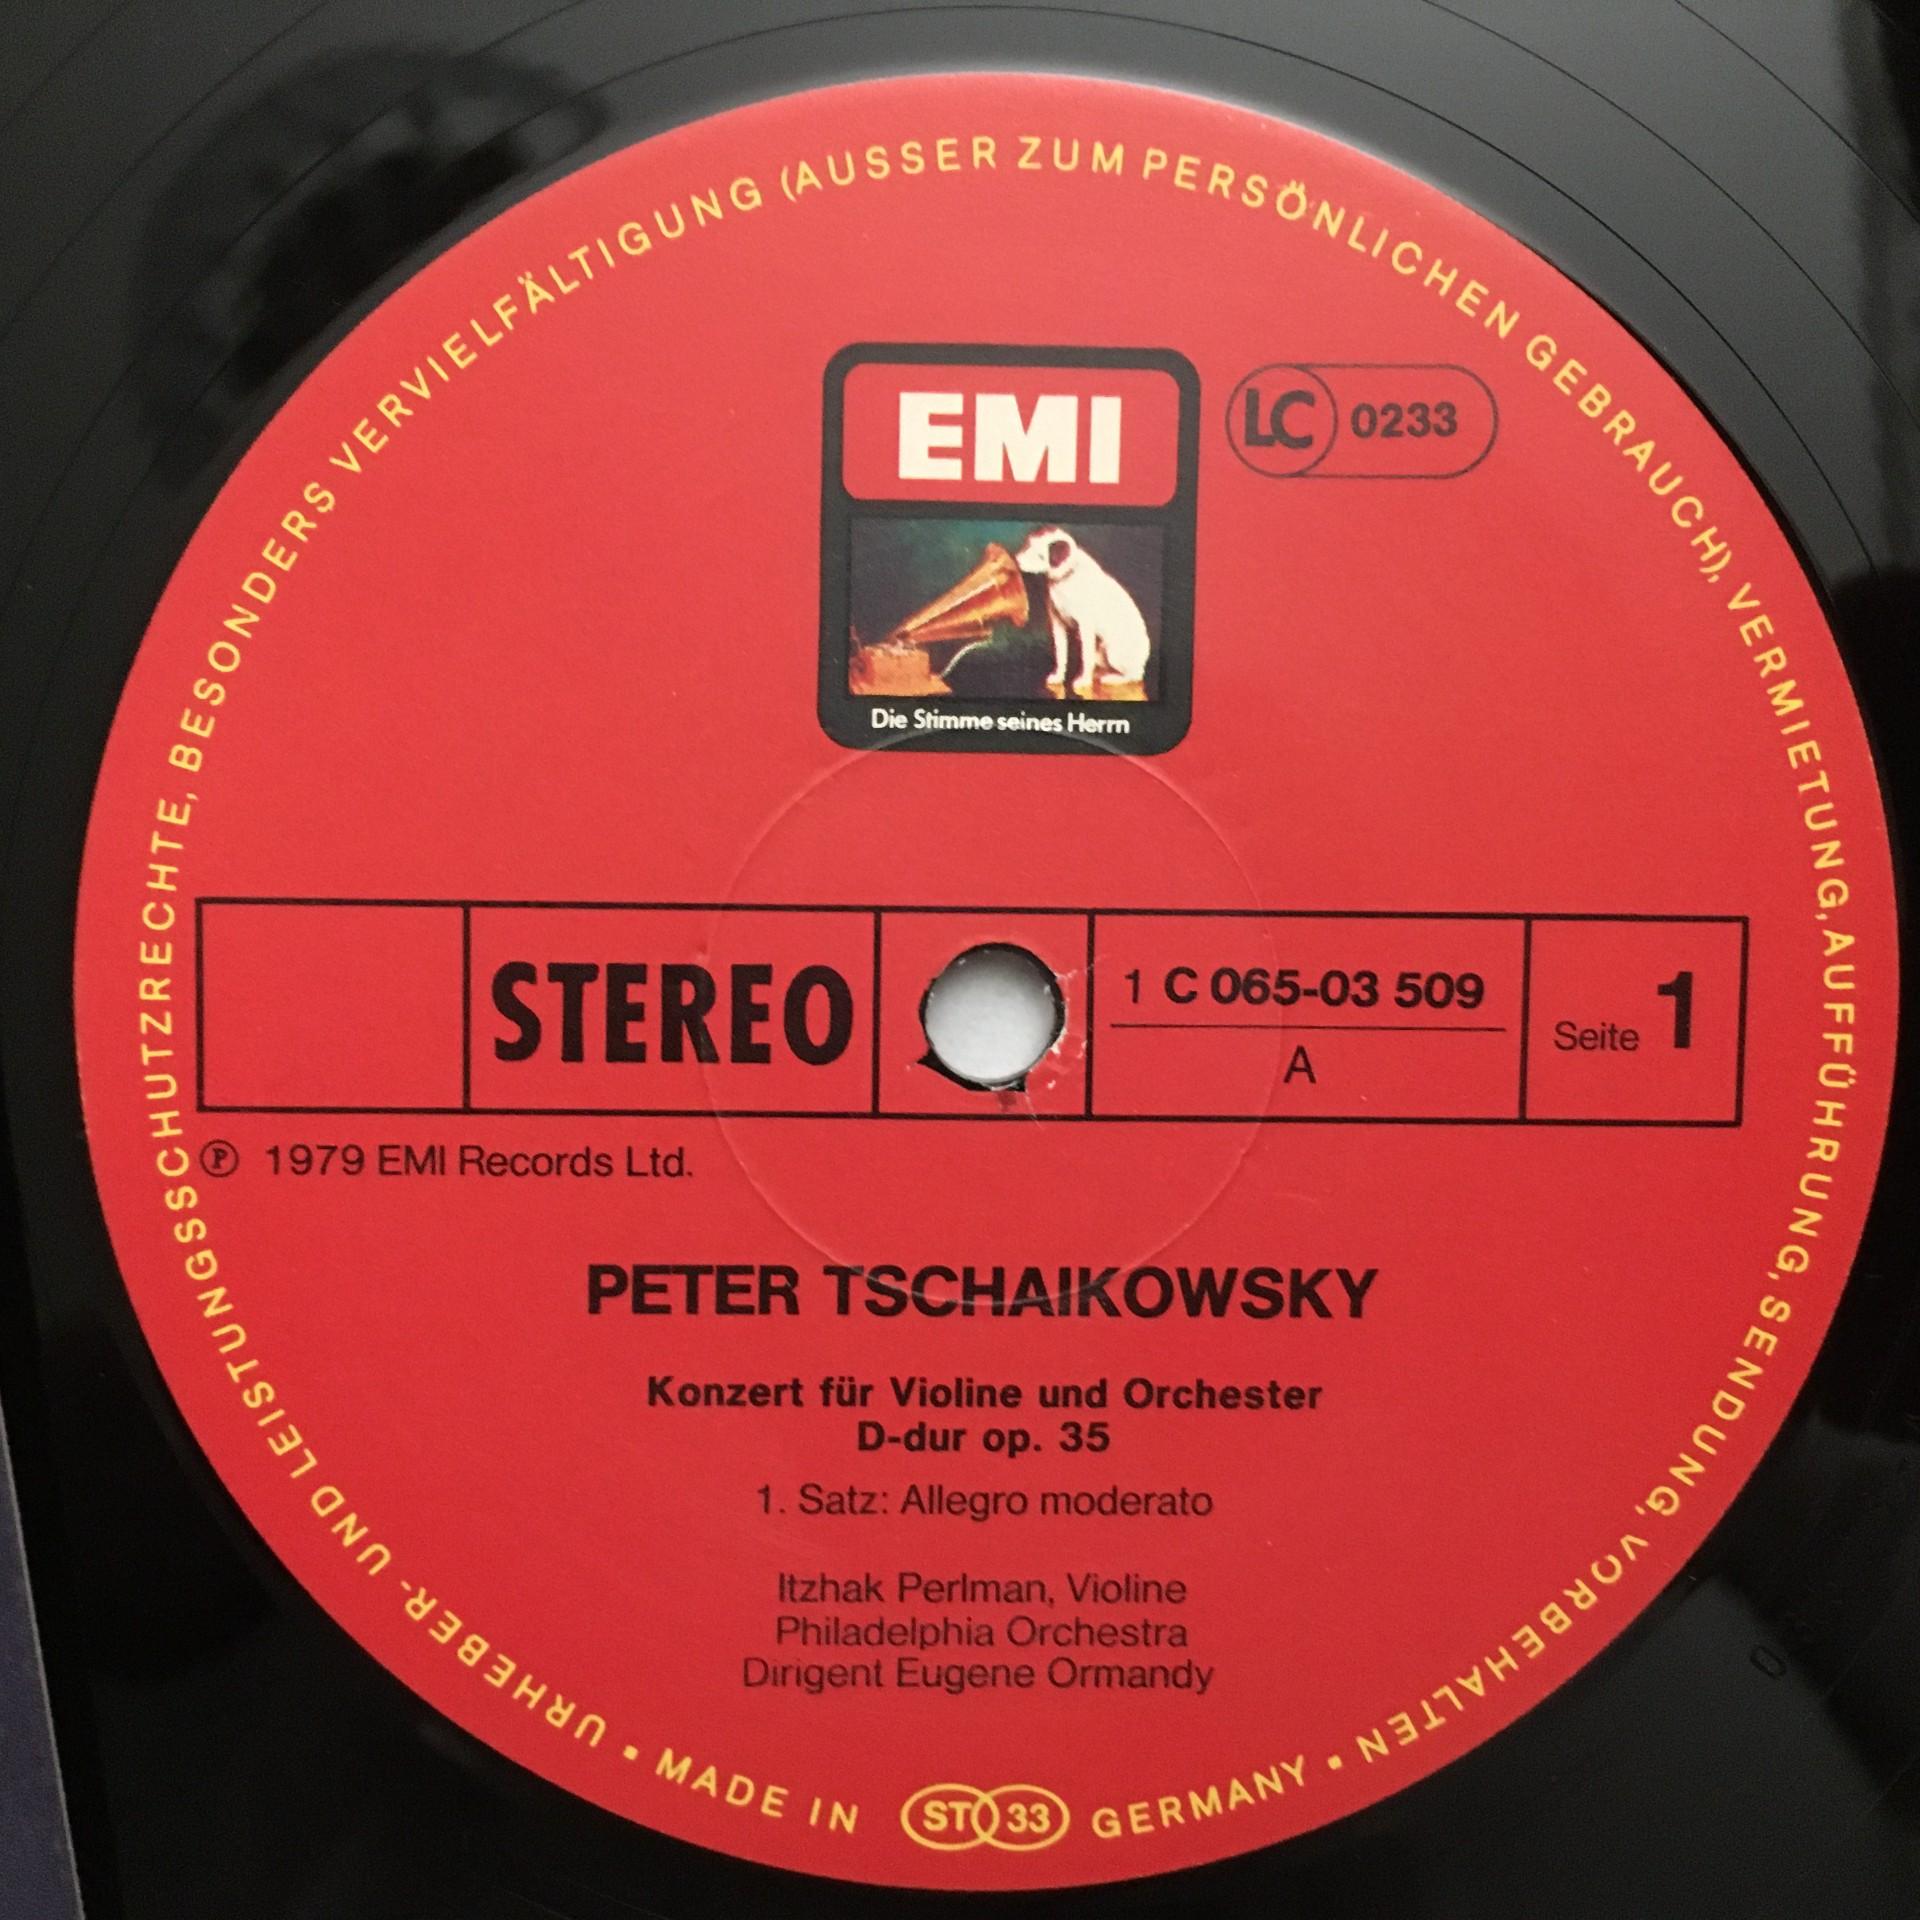 URHEBER- UND LEISTUNGSSCHUTZRECHTE, BESONDERS VERVIELFÄLTIGUNG (AUSSER ZUM PERSÖNLICHEN GEBRAUCH), VERMIETUNG, AUFFÜHRUNG, SENDUNG, VORBEHALTEN •
EMI
LC 0233
Die Stimme seines Herrn
STEREO
1 C 065-03 509
A
Seite 1
Ⓟ 1979 EMI Records Ltd.
PETER TSCHAIKOWSKY
Konzert für Violine und Orchester
D-dur op. 35
1. Satz: Allegro moderato
Itzhak Perlman, Violine
Philadelphia Orchestra
Dirigent Eugene Ormandy
• MADE IN ST 33 GERMANY